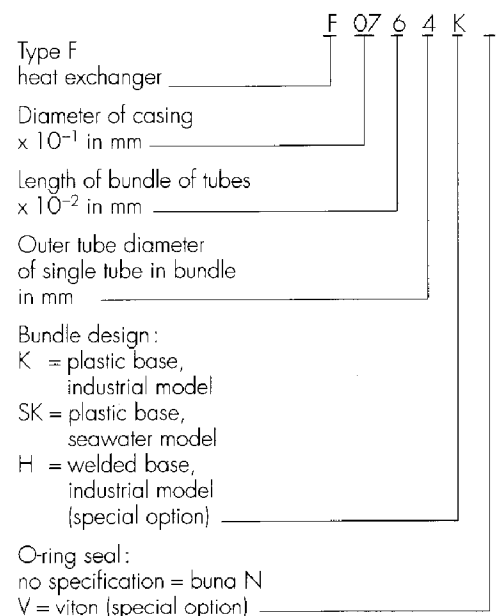 F 07 6 4 K _
Type F
heat exchanger
Diameter of casing
x 10⁻¹ in mm
Length of bundle of tubes
x 10⁻² in mm
Outer tube diameter
of single tube in bundle
in mm
Bundle design:
K = plastic base,
industrial model
SK = plastic base,
seawater model
H = welded base,
industrial model
(special option)
O-ring seal:
no specification = buna N
V = viton (special option)